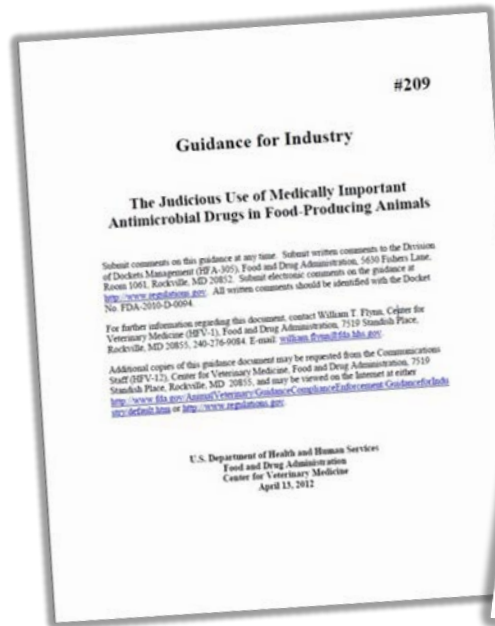 #209
Guidance for Industry
The Judicious Use of Medically Important
Antimicrobial Drugs in Food-Producing Animals
Submit comments on this guidance at any time. Submit written comments to the Division
of Dockets Management (HFA-305), Food and Drug Administration, 5630 Fishers Lane,
Room 1061, Rockville, MD 20852. Submit electronic comments on the guidance at
http://www.regulations.gov. All written comments should be identified with the Docket
No. FDA-2010-D-0094.
For further information regarding this document, contact William T. Flynn, Center for
Veterinary Medicine (HFV-1), Food and Drug Administration, 7519 Standish Place,
Rockville, MD 20855, 240-276-9084. E-mail: william.flynn@fda.hhs.gov.
Additional copies of this guidance document may be requested from the Communications
Staff (HFV-12), Center for Veterinary Medicine, Food and Drug Administration, 7519
Standish Place, Rockville, MD 20855, and may be viewed on the Internet at either
http://www.fda.gov/AnimalVeterinary/GuidanceComplianceEnforcement/GuidanceforIndu
stry/default.htm or http://www.regulations.gov.
U.S. Department of Health and Human Services
Food and Drug Administration
Center for Veterinary Medicine
April 13, 2012